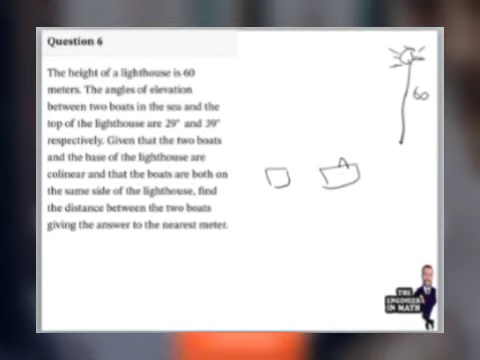 Question 6
The height of a lighthouse is 60
meters. The angles of elevation
between two boats in the sea and the
top of the lighthouse are 29° and 39°
respectively. Given that the two boats
and the base of the lighthouse are
colinear and that the boats are both on
the same side of the lighthouse, find
the distance between the two boats
giving the answer to the nearest meter.
60
THE
ENGINEER
IN MATH